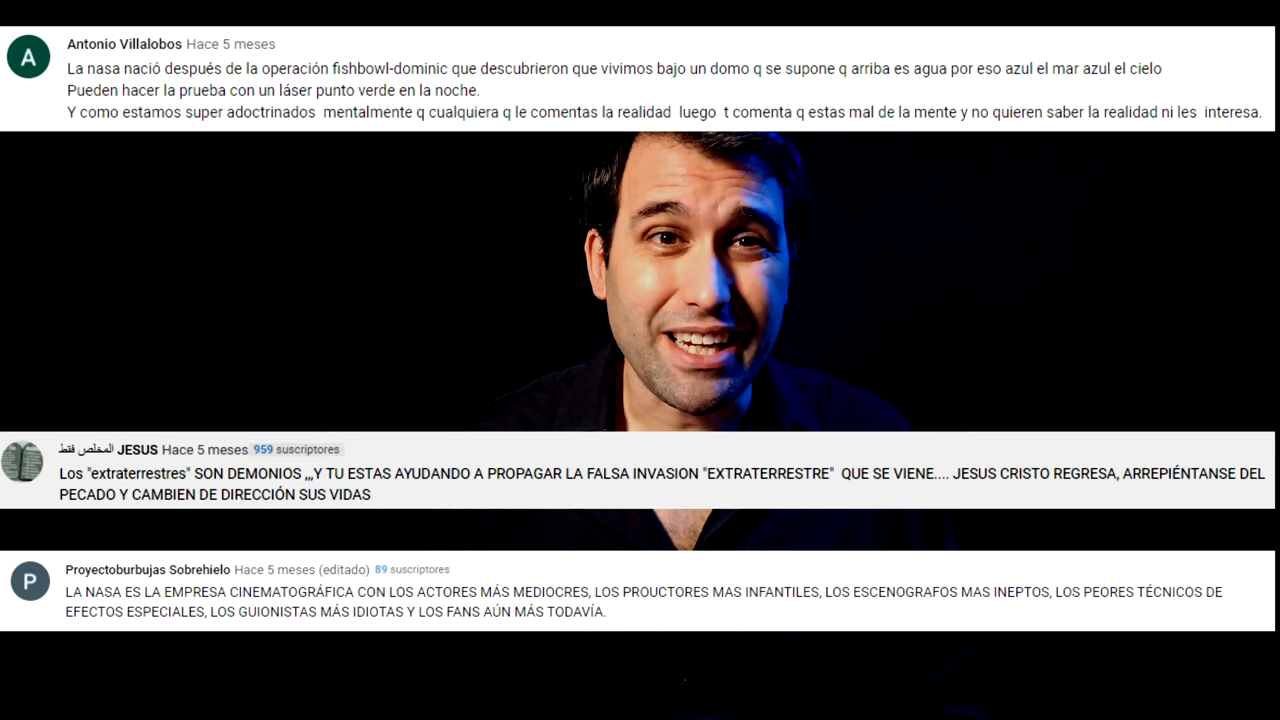 A
Antonio Villalobos Hace 5 meses
La nasa nació después de la operación fishbowl-dominic que descubrieron que vivimos bajo un domo q se supone q arriba es agua por eso azul el mar azul el cielo
Pueden hacer la prueba con un láser punto verde en la noche.
Y como estamos super adoctrinados mentalmente q cualquiera q le comentas la realidad luego t comenta q estas mal de la mente y no quieren saber la realidad ni les interesa.
المخلص فقط JESUS Hace 5 meses 959 suscriptores
Los "extraterrestres" SON DEMONIOS ,,,Y TU ESTAS AYUDANDO A PROPAGAR LA FALSA INVASION "EXTRATERRESTRE" QUE SE VIENE.... JESUS CRISTO REGRESA, ARREPIÉNTANSE DEL
PECADO Y CAMBIEN DE DIRECCIÓN SUS VIDAS
P
Proyectoburbujas Sobrehielo Hace 5 meses (editado) 89 suscriptores
LA NASA ES LA EMPRESA CINEMATOGRÁFICA CON LOS ACTORES MÁS MEDIOCRES, LOS PROUCTORES MAS INFANTILES, LOS ESCENOGRAFOS MAS INEPTOS, LOS PEORES TÉCNICOS DE
EFECTOS ESPECIALES, LOS GUIONISTAS MÁS IDIOTAS Y LOS FANS AÚN MÁS TODAVÍA.